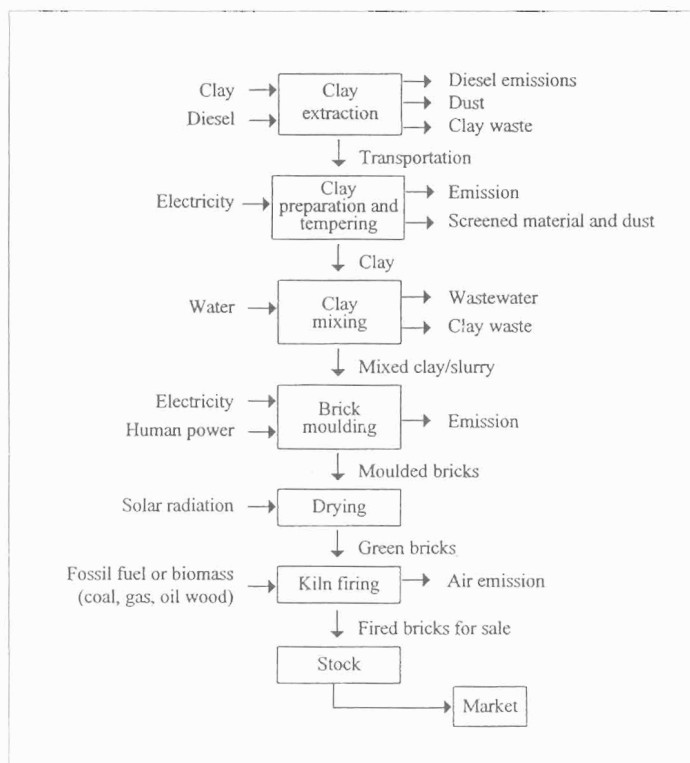 Clay
Diesel
Clay
extraction
Diesel emissions
Dust
Clay waste
Transportation
Electricity
Clay
preparation and
tempering
Emission
Screened material and dust
Clay
Water
Clay
mixing
Wastewater
Clay waste
Mixed clay/slurry
Electricity
Human power
Brick
moulding
Emission
Moulded bricks
Solar radiation
Drying
Green bricks
Fossil fuel or biomass
(coal, gas, oil wood)
Kiln firing
Air emission
Fired bricks for sale
Stock
Market